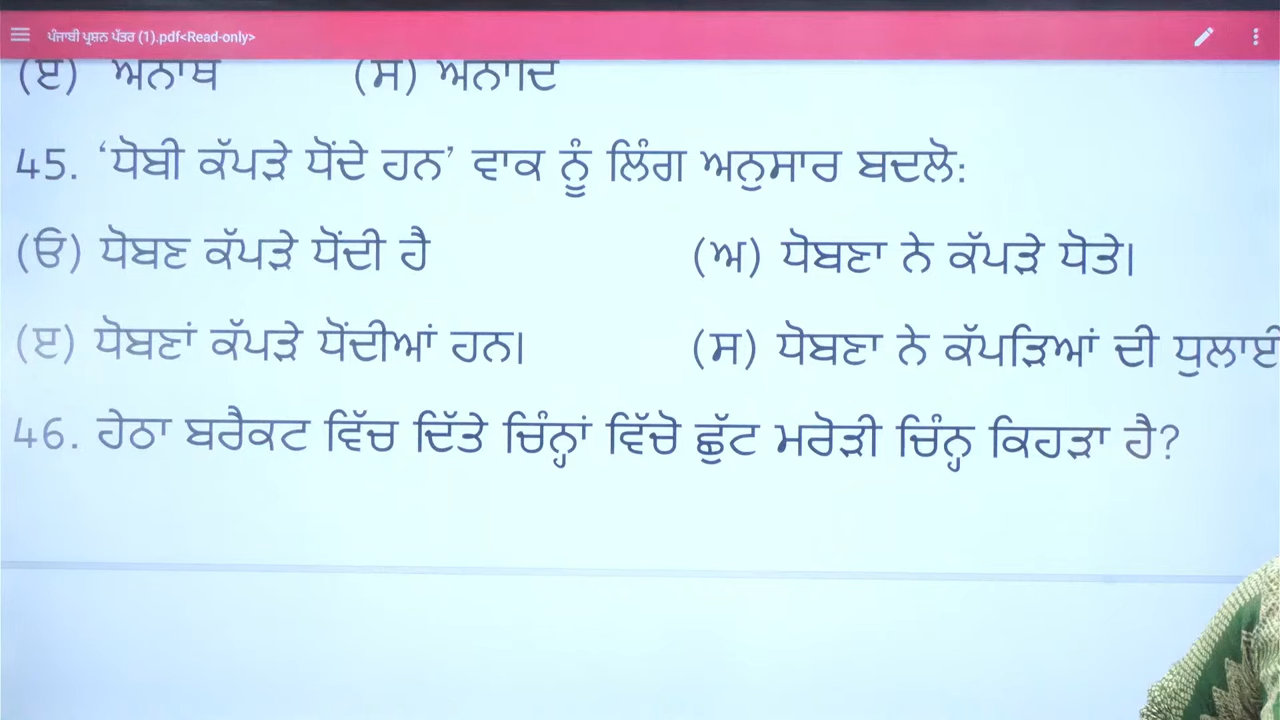 ਪੰਜਾਬੀ ਪ੍ਰਸ਼ਨ ਪੱਤਰ (1).pdf<Read-only>
(ੲ) ਅਨਾਥ (ਸ) ਅਨਾਦਿ
45. ‘ਧੋਬੀ ਕੱਪੜੇ ਧੋਂਦੇ ਹਨ’ ਵਾਕ ਨੂੰ ਲਿੰਗ ਅਨੁਸਾਰ ਬਦਲੋ:
(ਓ) ਧੋਬਣ ਕੱਪੜੇ ਧੋਂਦੀ ਹੈ (ਅ) ਧੋਬਣਾ ਨੇ ਕੱਪੜੇ ਧੋਤੇ।
(ੲ) ਧੋਬਣਾਂ ਕੱਪੜੇ ਧੋਂਦੀਆਂ ਹਨ। (ਸ) ਧੋਬਣਾ ਨੇ ਕੱਪੜਿਆਂ ਦੀ ਧੁਲਾਈ
46. ਹੇਠਾ ਬਰੈਕਟ ਵਿੱਚ ਦਿੱਤੇ ਚਿੰਨ੍ਹਾਂ ਵਿੱਚੋ ਛੁੱਟ ਮਰੋੜੀ ਚਿੰਨ੍ਹ ਕਿਹੜਾ ਹੈ?